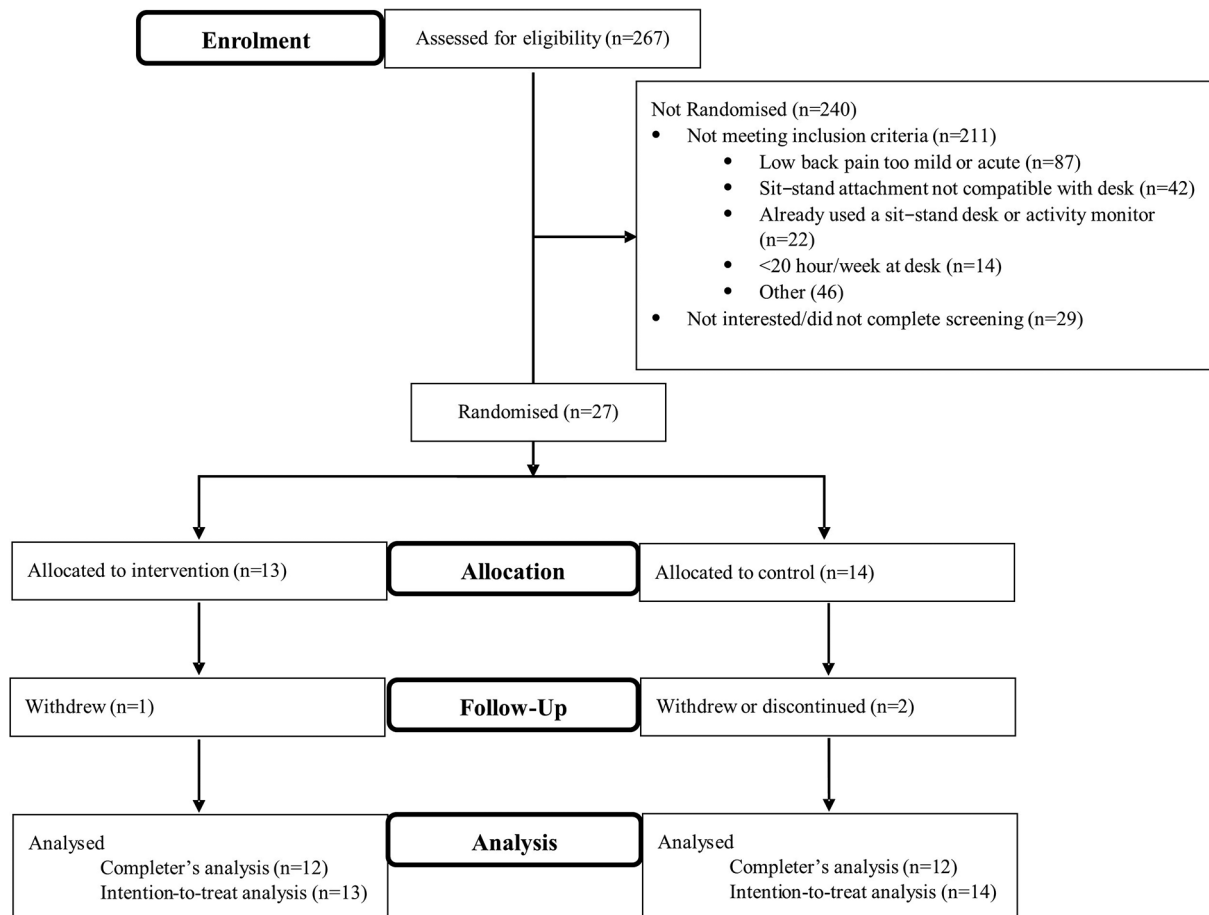 Enrolment
Assessed for eligibility (n=267)
Not Randomised (n=240)
• Not meeting inclusion criteria (n=211)
• Low back pain too mild or acute (n=87)
• Sit−stand attachment not compatible with desk (n=42)
• Already used a sit−stand desk or activity monitor
(n=22)
• <20 hour/week at desk (n=14)
• Other (46)
• Not interested/did not complete screening (n=29)
Randomised (n=27)
Allocated to intervention (n=13)
Allocation
Allocated to control (n=14)
Withdrew (n=1)
Follow-Up
Withdrew or discontinued (n=2)
Analysed
Completer’s analysis (n=12)
Intention-to-treat analysis (n=13)
Analysis
Analysed
Completer’s analysis (n=12)
Intention-to-treat analysis (n=14)